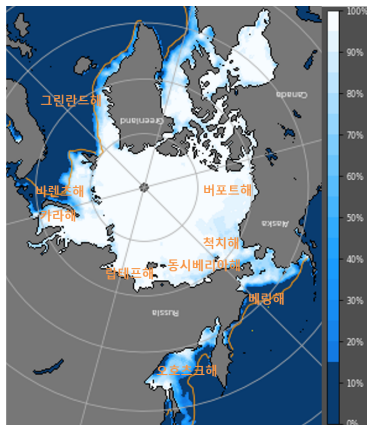 100%
90%
80%
70%
60%
50%
40%
30%
20%
10%
0%
Canada
그린란드해
Greenland
바렌츠해
버포트해
카라해
Alaska
척치해
동시베리아해
랍테프해
베링해
Russia
오호츠크해